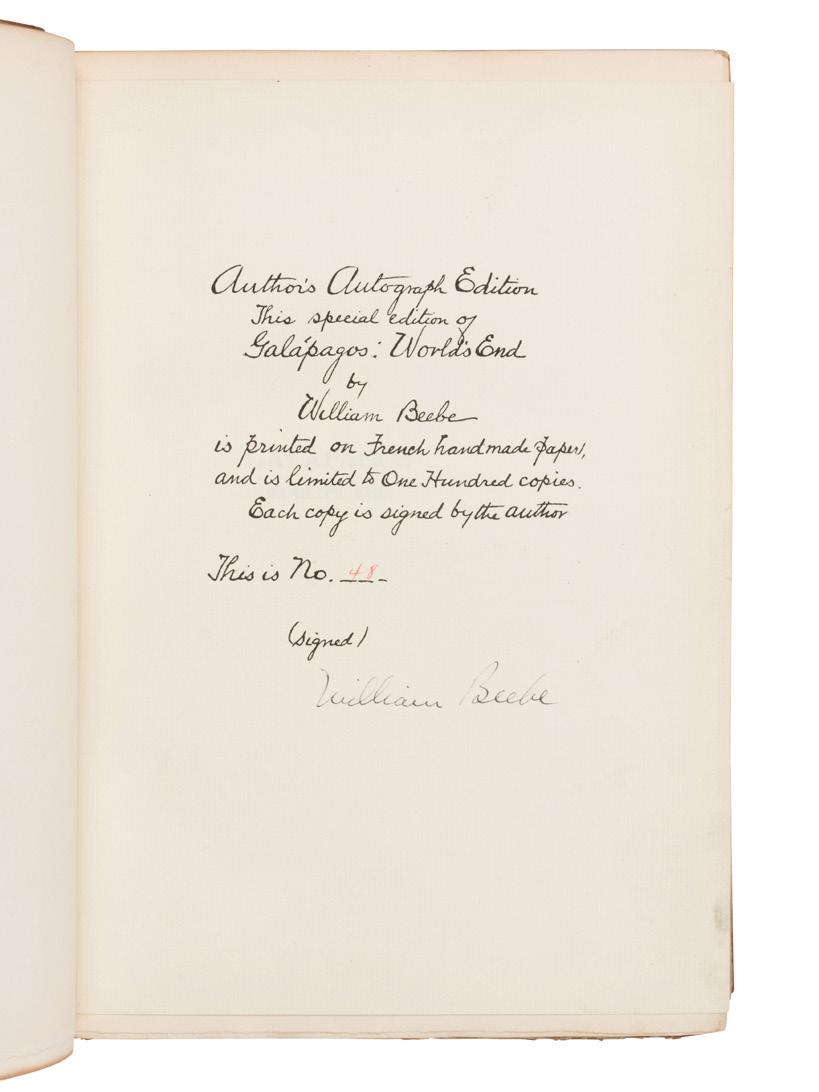 Author's Autograph Edition
This special edition of
Galápagos: World's End
by
William Beebe
is printed on French handmade paper,
and is limited to One Hundred copies.
Each copy is signed by the author
This is No. 48
(signed)
William Beebe